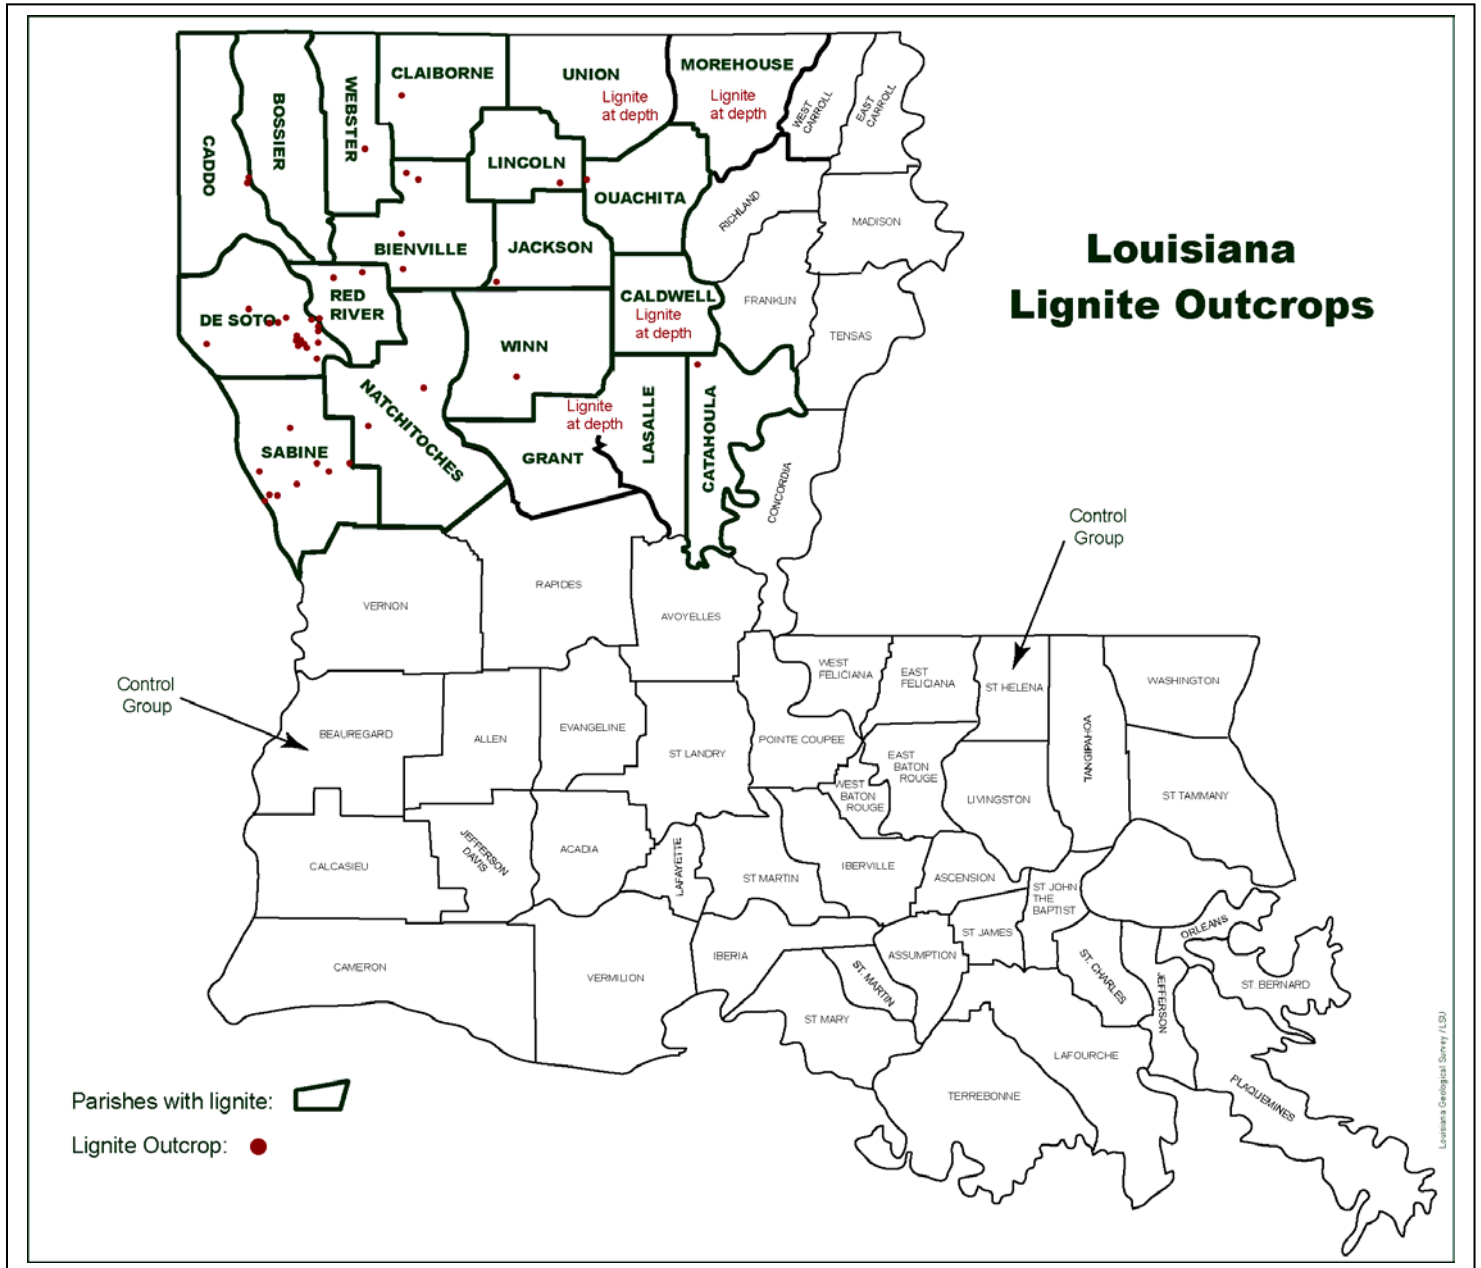 CLAIBORNE
UNION
MOREHOUSE
Lignite
at depth
Lignite
at depth
WEBSTER
BOSSIER
CADDO
WEST
CARROLL
EAST
CARROLL
LINCOLN
OUACHITA
RICHLAND
MADISON
BIENVILLE
JACKSON
Louisiana
Lignite Outcrops
RED
RIVER
DE SOTO
CALDWELL
Lignite
at depth
FRANKLIN
TENSAS
WINN
NATCHITOCHES
Lignite
at depth
LASALLE
CATAHOULA
SABINE
GRANT
CONCORDIA
Control
Group
VERNON
RAPIDES
AVOYELLES
WEST
FELICIANA
EAST
FELICIANA
ST HELENA
WASHINGTON
Control
Group
BEAUREGARD
ALLEN
EVANGELINE
ST LANDRY
POINTE COUPEE
EAST
BATON
ROUGE
TANGIPAHOA
WEST
BATON
ROUGE
LIVINGSTON
ST TAMMANY
CALCASIEU
JEFFERSON
DAVIS
ACADIA
LAFAYETTE
ST MARTIN
IBERVILLE
ASCENSION
ST JOHN
THE
BAPTIST
ORLEANS
ST JAMES
CAMERON
VERMILION
IBERIA
ST. MARTIN
ASSUMPTION
ST. CHARLES
JEFFERSON
ST. BERNARD
ST MARY
LAFOURCHE
TERREBONNE
PLAQUEMINES
Parishes with lignite:
Lignite Outcrop:
Louisiana Geological Survey / LSU